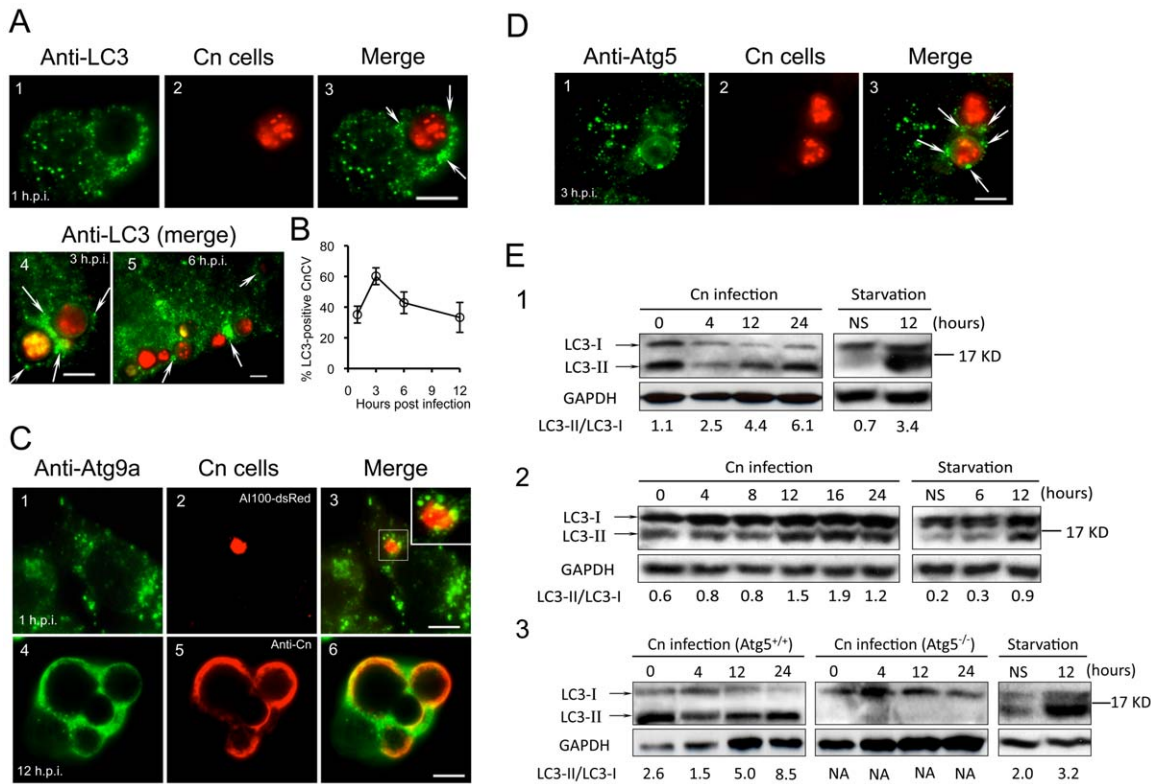 A
Anti-LC3 Cn cells Merge
1 2 3
1 h.p.i.
Anti-LC3 (merge)
4 3 h.p.i. 5 6 h.p.i.
B
% LC3-positive CnCV
80
60
40
20
0
0 3 6 9 12
Hours post infection
C
Anti-Atg9a Cn cells Merge
1 2 AI100-dsRed 3
1 h.p.i.
4 5 Anti-Cn 6
12 h.p.i.
D
Anti-Atg5 Cn cells Merge
1 2 3
3 h.p.i.
E
1
Cn infection Starvation
0 4 12 24 NS 12 (hours)
LC3-I
17 KD
LC3-II
GAPDH
LC3-II/LC3-I 1.1 2.5 4.4 6.1 0.7 3.4
2
Cn infection Starvation
0 4 8 12 16 24 NS 6 12 (hours)
LC3-I
17 KD
LC3-II
GAPDH
LC3-II/LC3-I 0.6 0.8 0.8 1.5 1.9 1.2 0.2 0.3 0.9
3
Cn infection (Atg5+/+) Cn infection (Atg5-/-) Starvation
0 4 12 24 0 4 12 24 NS 12 (hours)
LC3-I
17 KD
LC3-II
GAPDH
LC3-II/LC3-I 2.6 1.5 5.0 8.5 NA NA NA NA 2.0 3.2